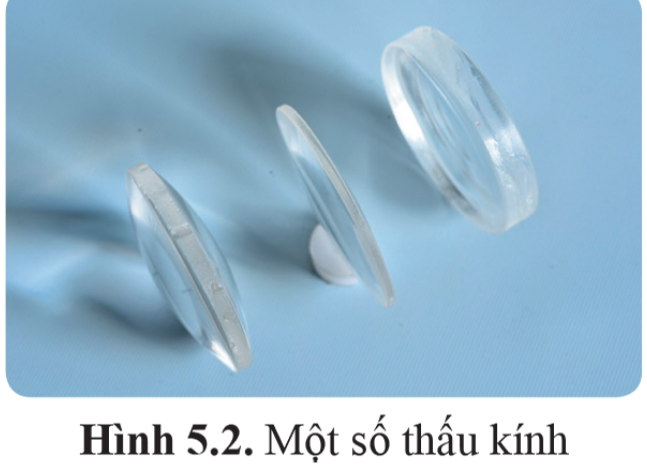 Hình 5.2. Một số thấu kính